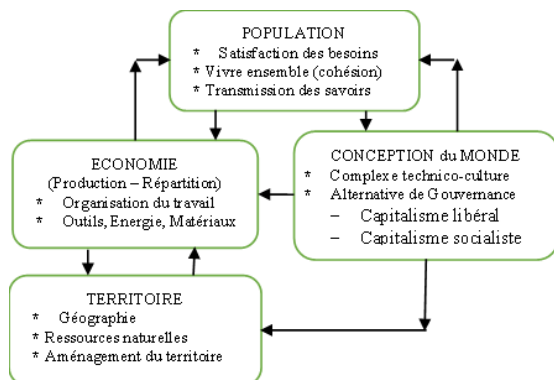 POPULATION
* Satisfaction des besoins
* Vivre ensemble (cohésion)
* Transmission des savoirs
ECONOMIE
(Production – Répartition)
* Organisation du travail
* Outils, Energie, Matériaux
CONCEPTION du MONDE
* Complexe technico-culture
* Alternative de Gouvernance
– Capitalisme libéral
– Capitalisme socialiste
TERRITOIRE
* Géographie
* Ressources naturelles
* Aménagement du territoire